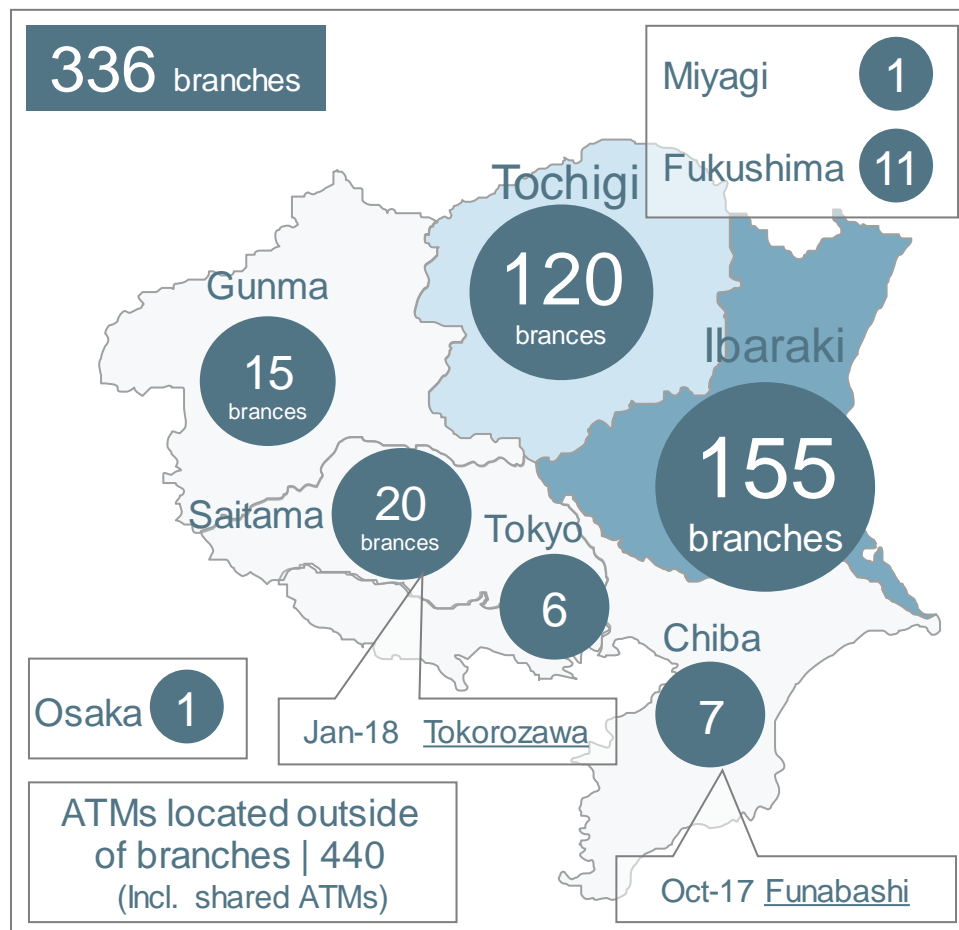 336 branches
Miyagi 1
Fukushima 11
Tochigi
120
brances
Gunma
15
brances
Ibaraki
155
branches
Saitama
20
brances
Tokyo
6
Chiba
7
Osaka 1
Jan-18 Tokorozawa
ATMs located outside
of branches | 440
(Incl. shared ATMs)
Oct-17 Funabashi